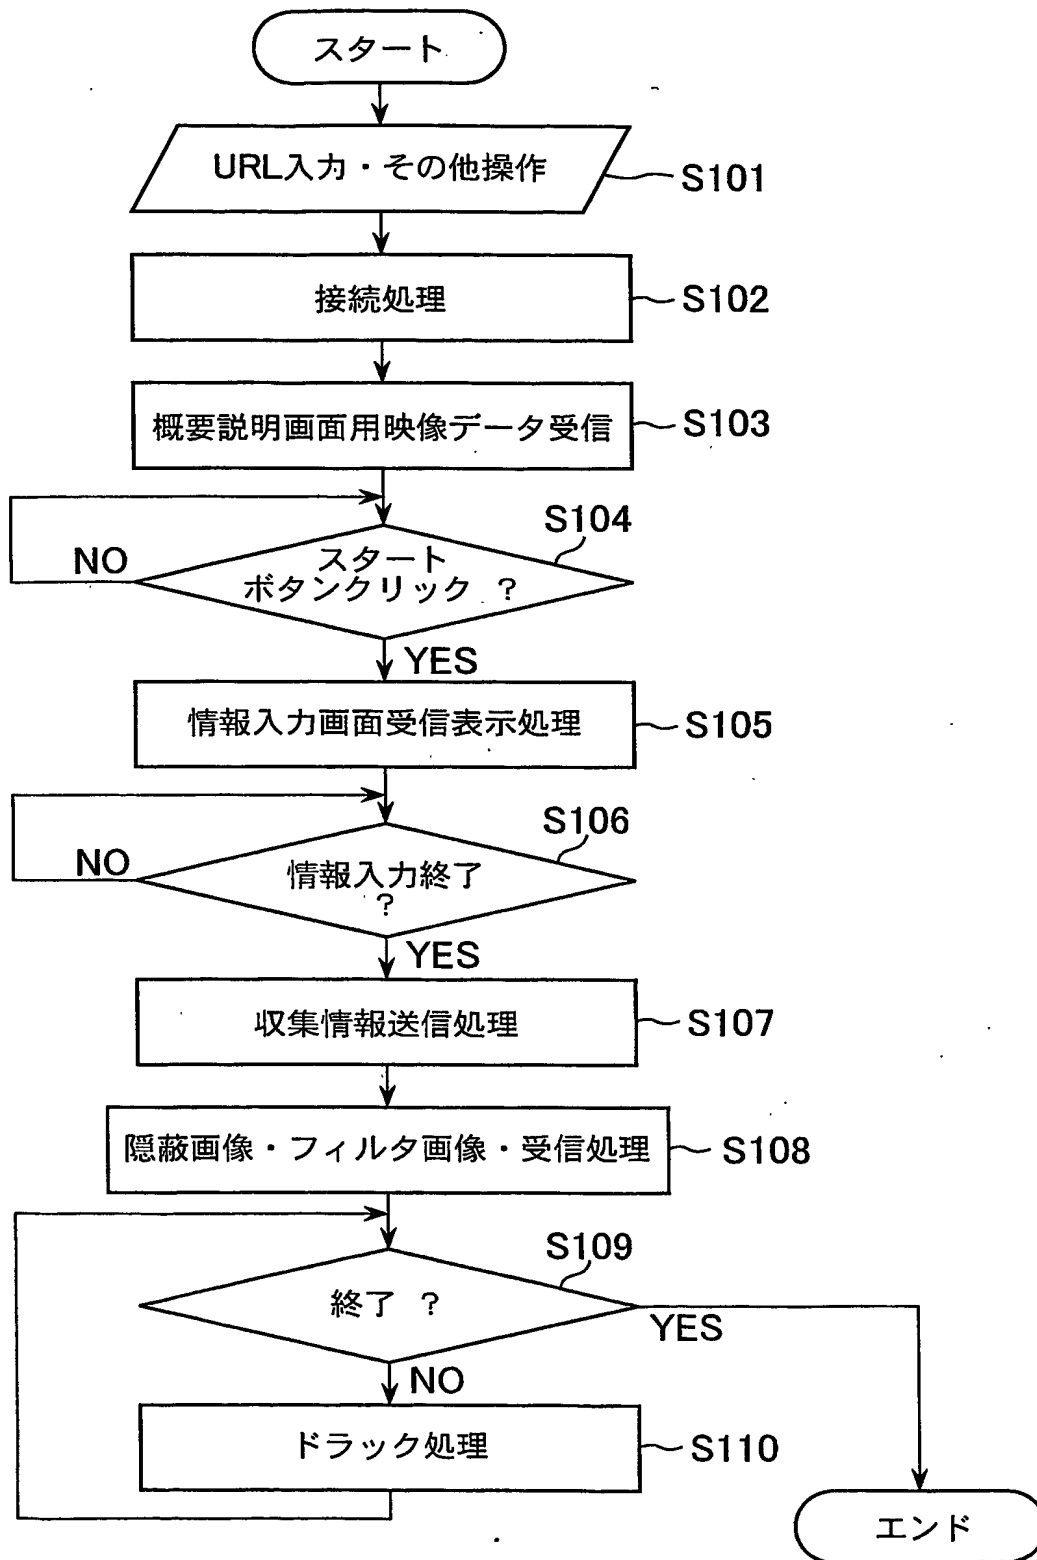 スタート
URL入力・その他操作
S101
接続処理
S102
概要説明画面用映像データ受信
S103
S104
スタート
ボタンクリック ?
NO
YES
情報入力画面受信表示処理
S105
S106
情報入力終了
?
NO
YES
収集情報送信処理
S107
隠蔽画像・フィルタ画像・受信処理
S108
S109
終了 ?
YES
NO
ドラック処理
S110
エンド